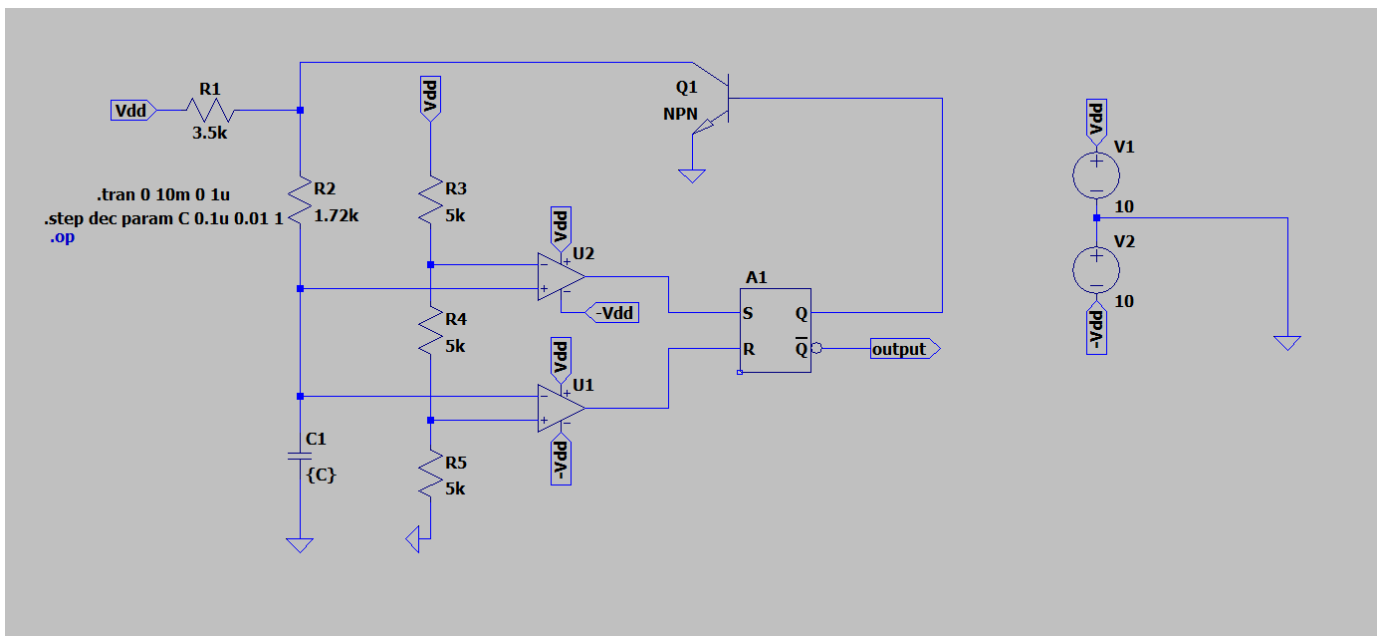 R1
Vdd
3.5k
.tran 0 10m 0 1u
.step dec param C 0.1u 0.01 1
.op
R2
1.72k
C1
{C}
Vdd
R3
5k
R4
5k
R5
5k
Vdd
U2
-Vdd
Vdd
U1
-Vdd
Q1
NPN
A1
S
Q
R
Q
output
Vdd
V1
10
V2
10
-Vdd